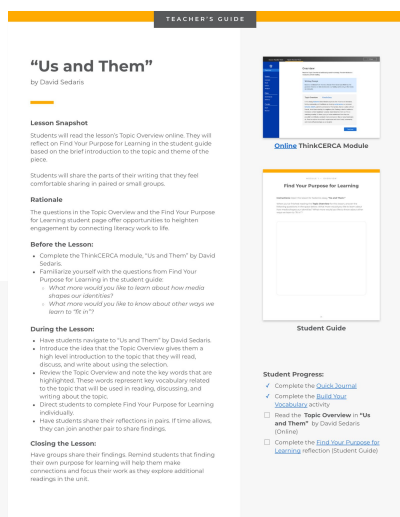 TEACHER'S GUIDE
“Us and Them”
by David Sedaris
Lesson Snapshot
Students will read the lesson's Topic Overview online. They will
reflect on Find Your Purpose for Learning in the student guide
based on the brief introduction to the topic and theme of the
piece.
Students will share the parts of their writing that they feel
comfortable sharing in paired or small groups.
Rationale
The questions in the Topic Overview and the Find Your Purpose
for Learning student page offer opportunities to heighten
engagement by connecting literacy work to life.
Before the Lesson:
• Complete the ThinkCERCA module, “Us and Them” by David
Sedaris.
• Familiarize yourself with the questions from Find Your
Purpose for Learning in the student guide:
○ What more would you like to learn about how media
shapes our identities?
○ What more would you like to know about other ways we
learn to “fit in”?
During the Lesson:
• Have students navigate to “Us and Them” by David Sedaris.
• Introduce the idea that the Topic Overview gives them a
high level introduction to the topic that they will read,
discuss, and write about using the selection.
• Review the Topic Overview and note the key words that are
highlighted. These words represent key vocabulary related
to the topic that will be used in reading, discussing, and
writing about the topic.
• Direct students to complete Find Your Purpose for Learning
individually.
• Have students share their reflections in pairs. If time allows,
they can join another pair to share findings.
Closing the Lesson:
Have groups share their findings. Remind students that finding
their own purpose for learning will help them make
connections and focus their work as they explore additional
readings in the unit.
Overview
Online ThinkCERCA Module
Find Your Purpose for Learning
Student Guide
Student Progress:
✓ Complete the Quick Journal
✓ Complete the Build Your
Vocabulary activity
☐ Read the Topic Overview in “Us
and Them” by David Sedaris
(Online)
☐ Complete the Find Your Purpose for
Learning reflection (Student Guide)